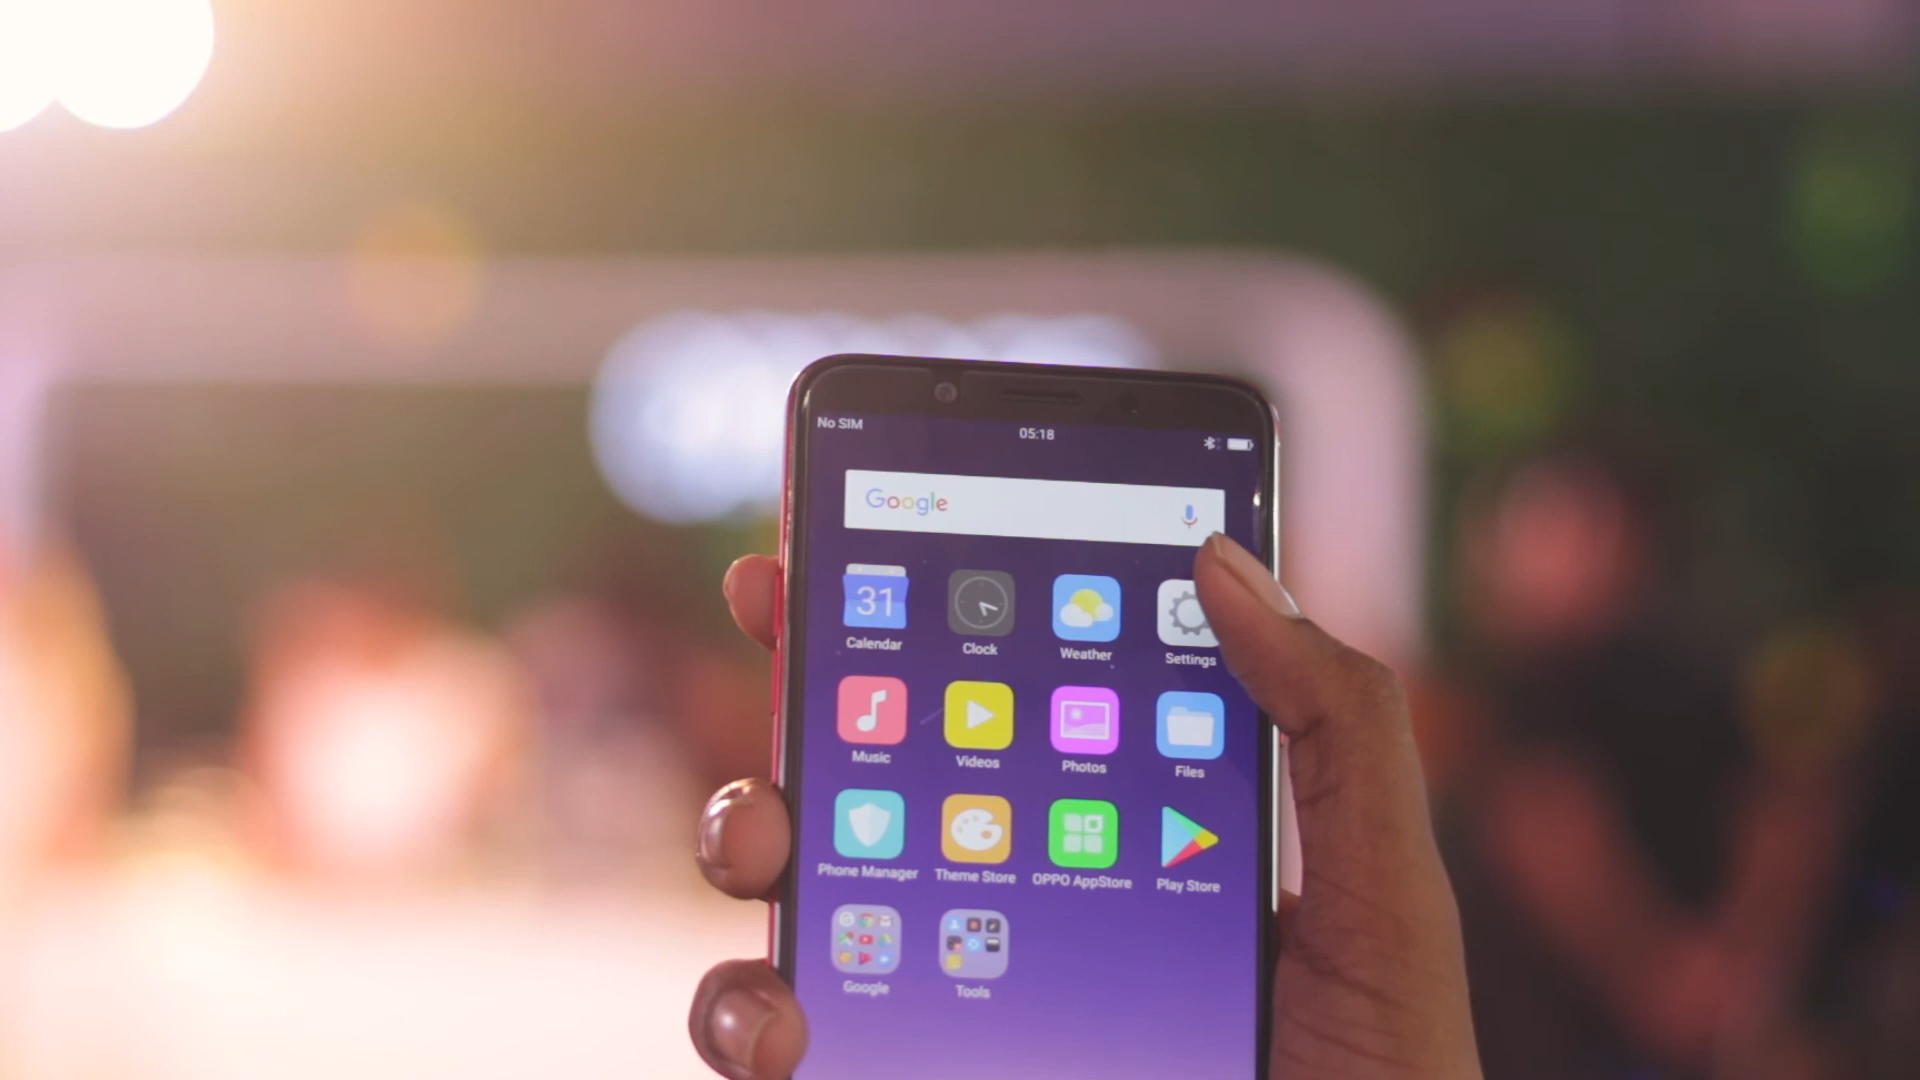 No SIM 05:18
Google
31
Calendar Clock Weather Settings
Music Videos Photos Files
Phone Manager Theme Store OPPO AppStore Play Store
Google Tools